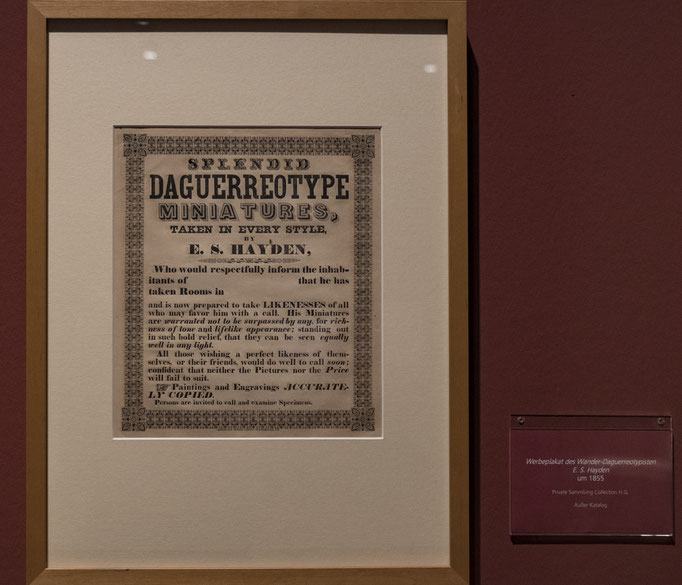 SPLENDID
DAGUERREOTYPE
MINIATURES,
TAKEN IN EVERY STYLE,
BY
E. S. HAYDEN,
Who would respectfully inform the inhab-
itants of that he has
taken Rooms in
and is now prepared to take LIKENESSES of all
who may favor him with a call. His Miniatures
are warranted not to be surpassed by any, for rich-
ness of tone and lifelike appearance; standing out
in such bold relief, that they can be seen equally
well in any light.
All those wishing a perfect likeness of them-
selves, or their friends, would do well to call soon;
confident that neither the Pictures nor the Price
will fail to suit.
☞ Paintings and Engravings ACCURATE-
LY COPIED.
Persons are invited to call and examine Specimens.
Werbeplakat des Wander-Daguerreotypisten
E. S. Hayden
um 1855
Private Sammlung Collection H.G.
Außer Katalog